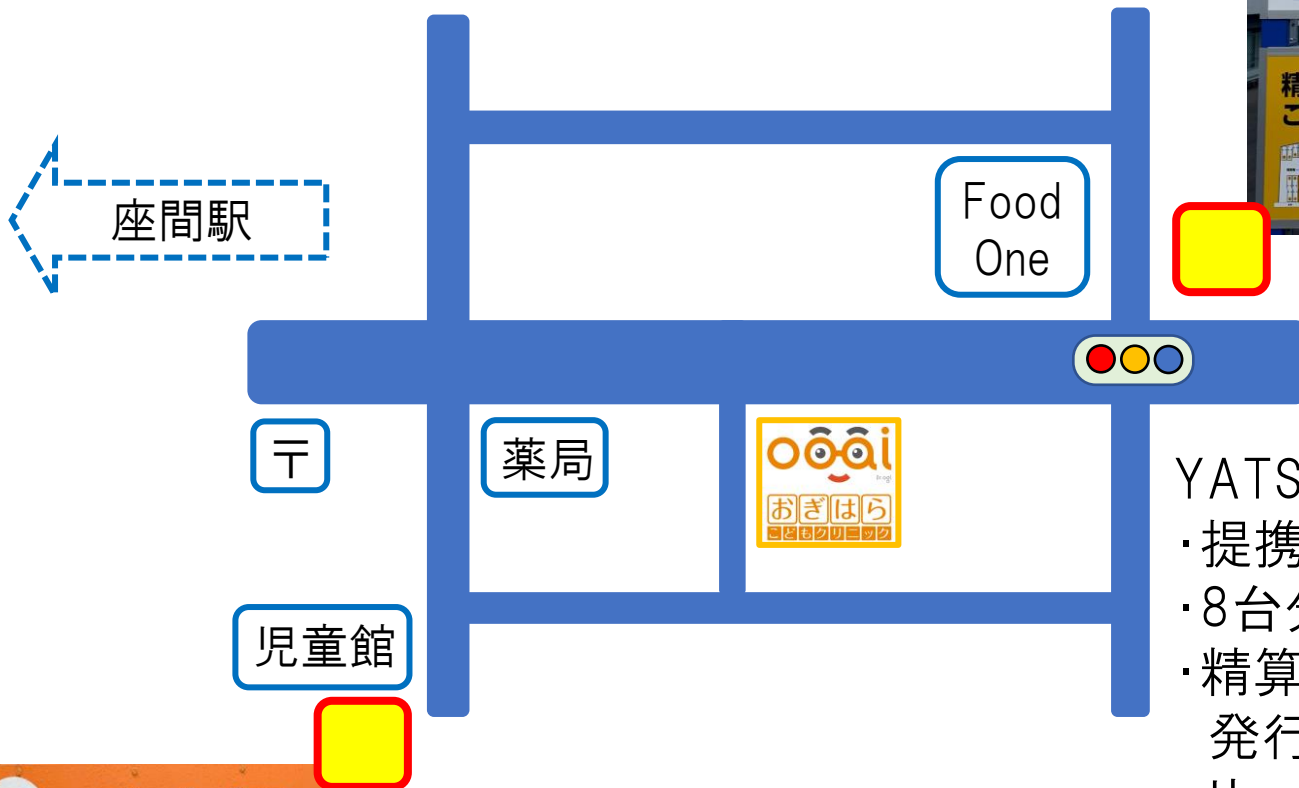 座間駅
Food
One
〒
薬局
おぎはら
こどもクリニック
児童館
YATS
・提携
・8台
・精算
発行